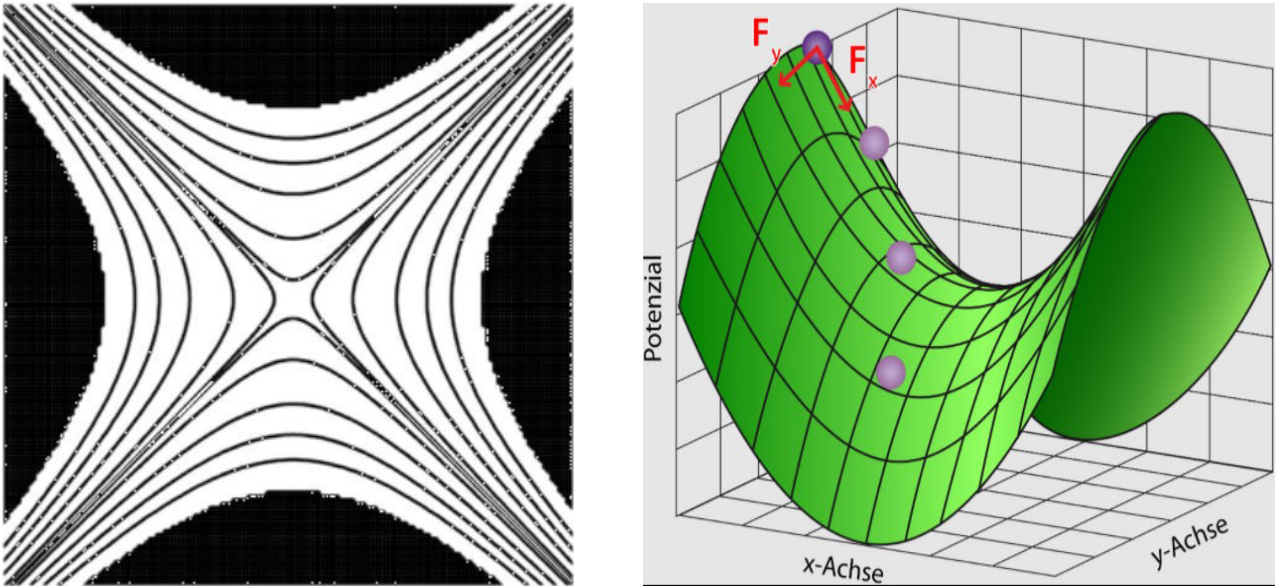 F y
F x
Potenzial
x-Achse
y-Achse